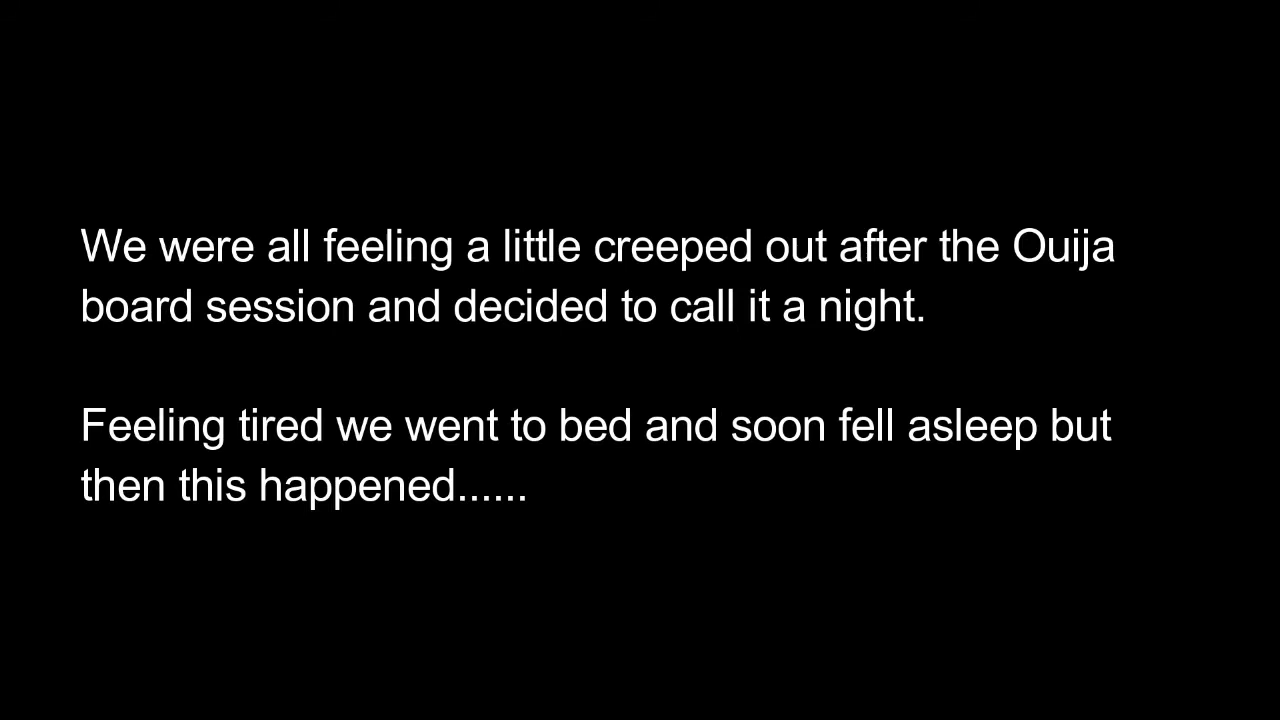 We were all feeling a little creeped out after the Ouija
board session and decided to call it a night.
Feeling tired we went to bed and soon fell asleep but
then this happened......